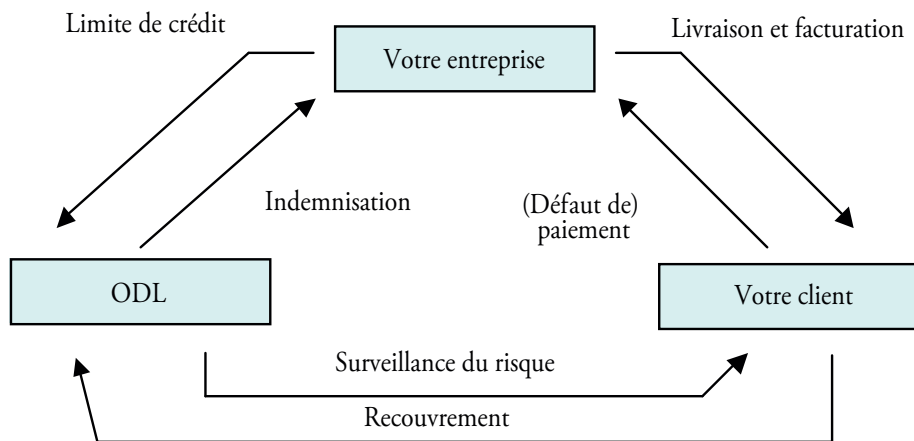 Limite de crédit
Livraison et facturation
Votre entreprise
Indemnisation
(Défaut de)
paiement
ODL
Votre client
Surveillance du risque
Recouvrement